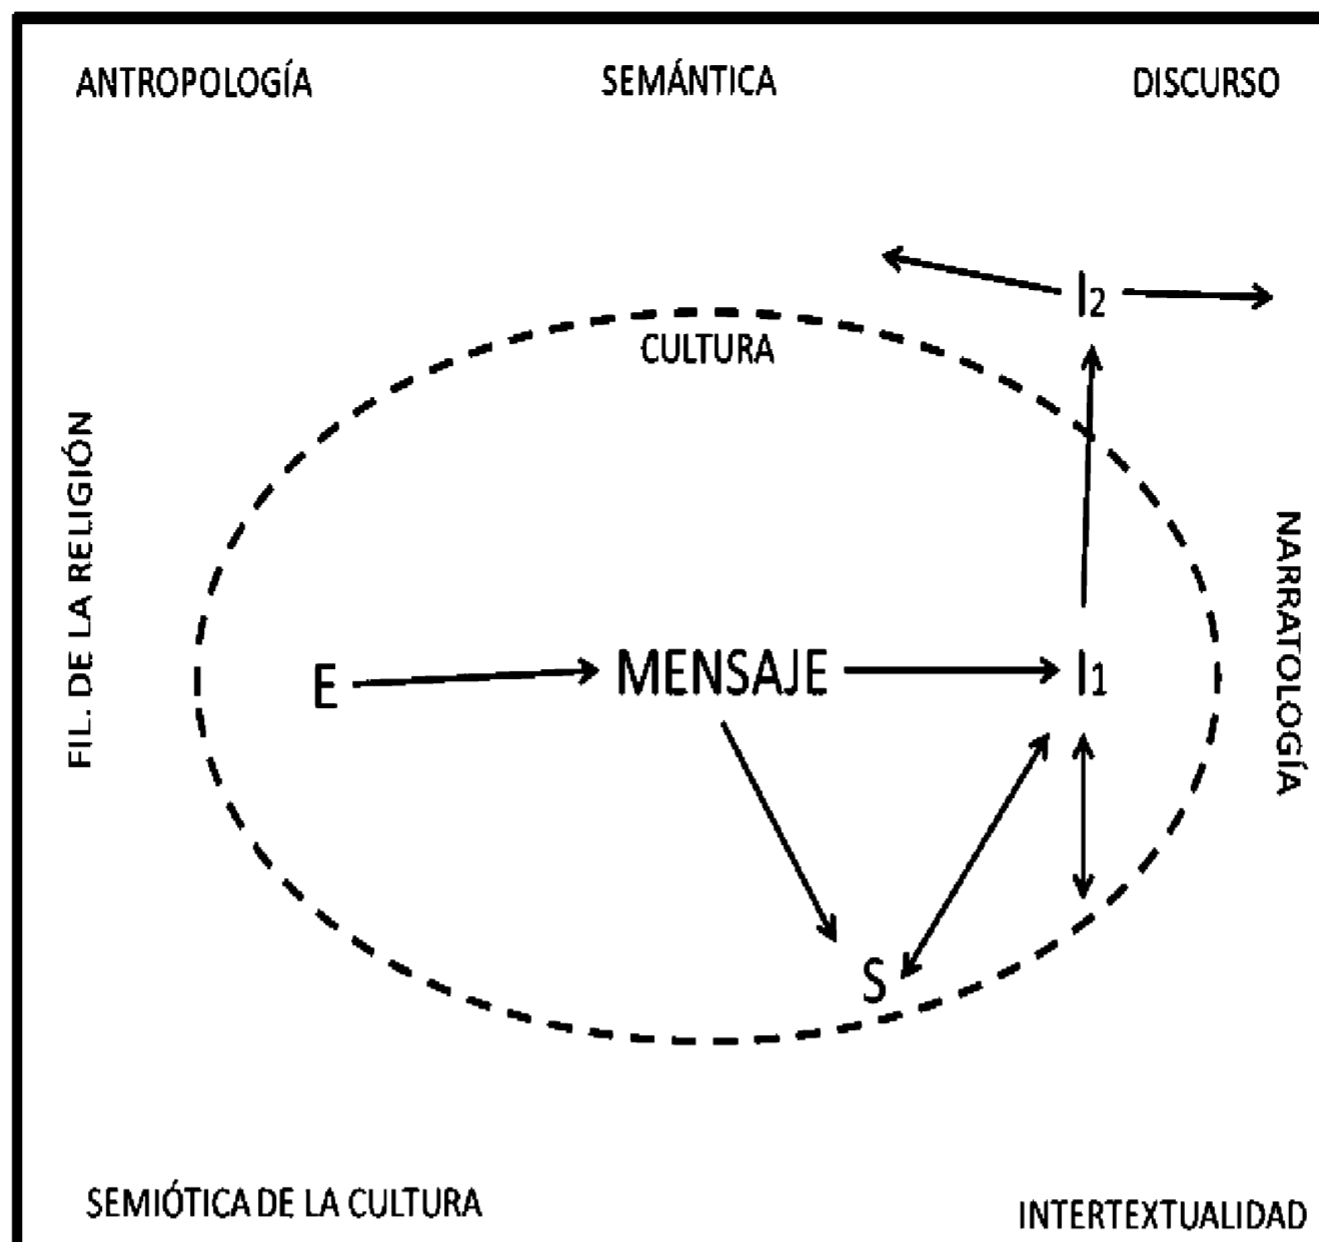 ANTROPOLOGÍA
SEMÁNTICA
DISCURSO
I2
CULTURA
FIL. DE LA RELIGIÓN
NARRATOLOGÍA
E
MENSAJE
I1
S
SEMIÓTICA DE LA CULTURA
INTERTEXTUALIDAD